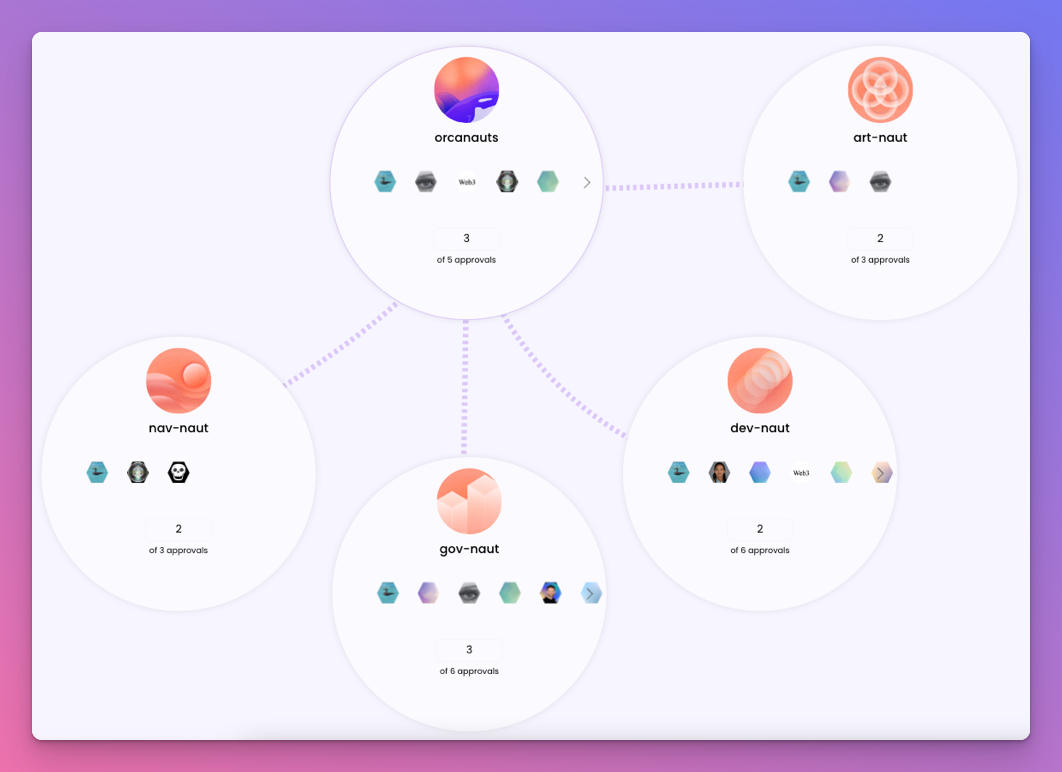 orcanauts
Web3
3
of 5 approvals
art-naut
2
of 3 approvals
nav-naut
2
of 3 approvals
gov-naut
3
of 6 approvals
dev-naut
Web3
2
of 6 approvals